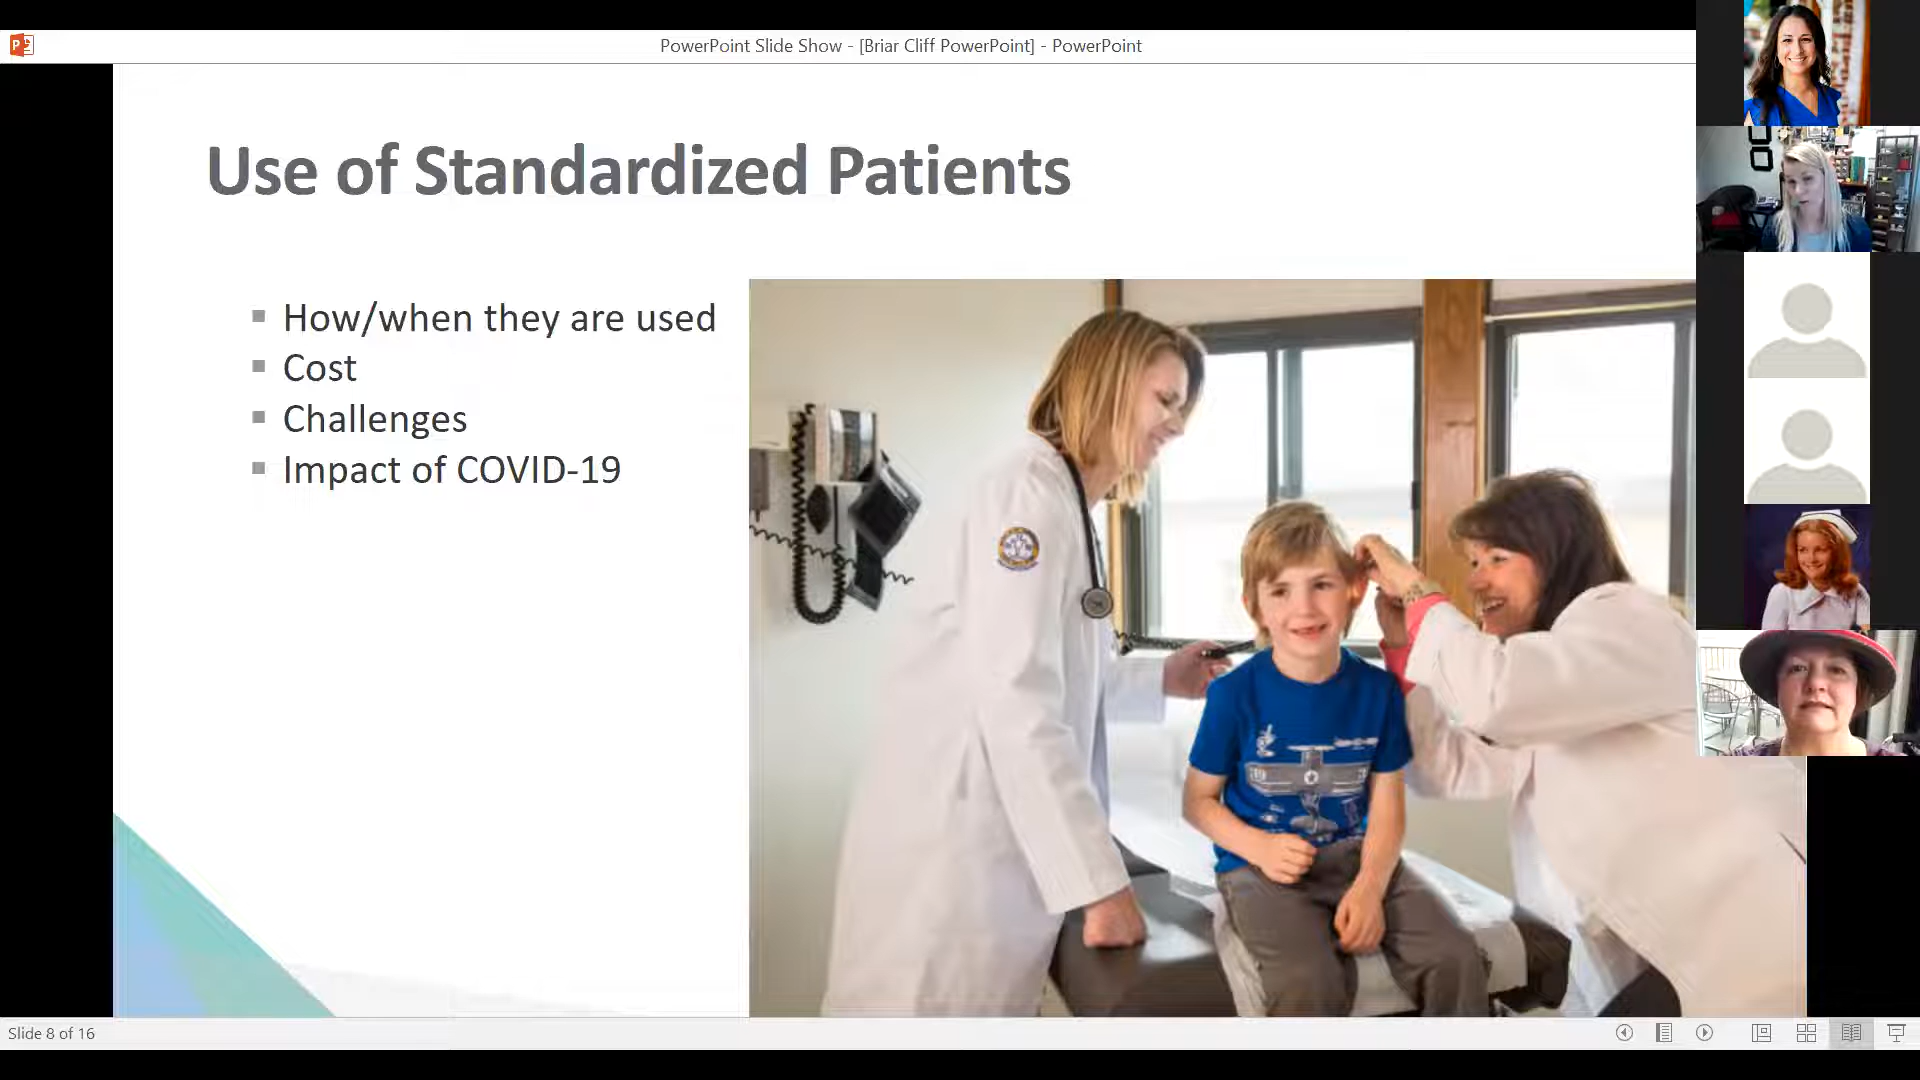 PowerPoint Slide Show - [Briar Cliff PowerPoint] - PowerPoint
Use of Standardized Patients
How/when they are used
Cost
Challenges
Impact of COVID-19
Slide 8 of 16